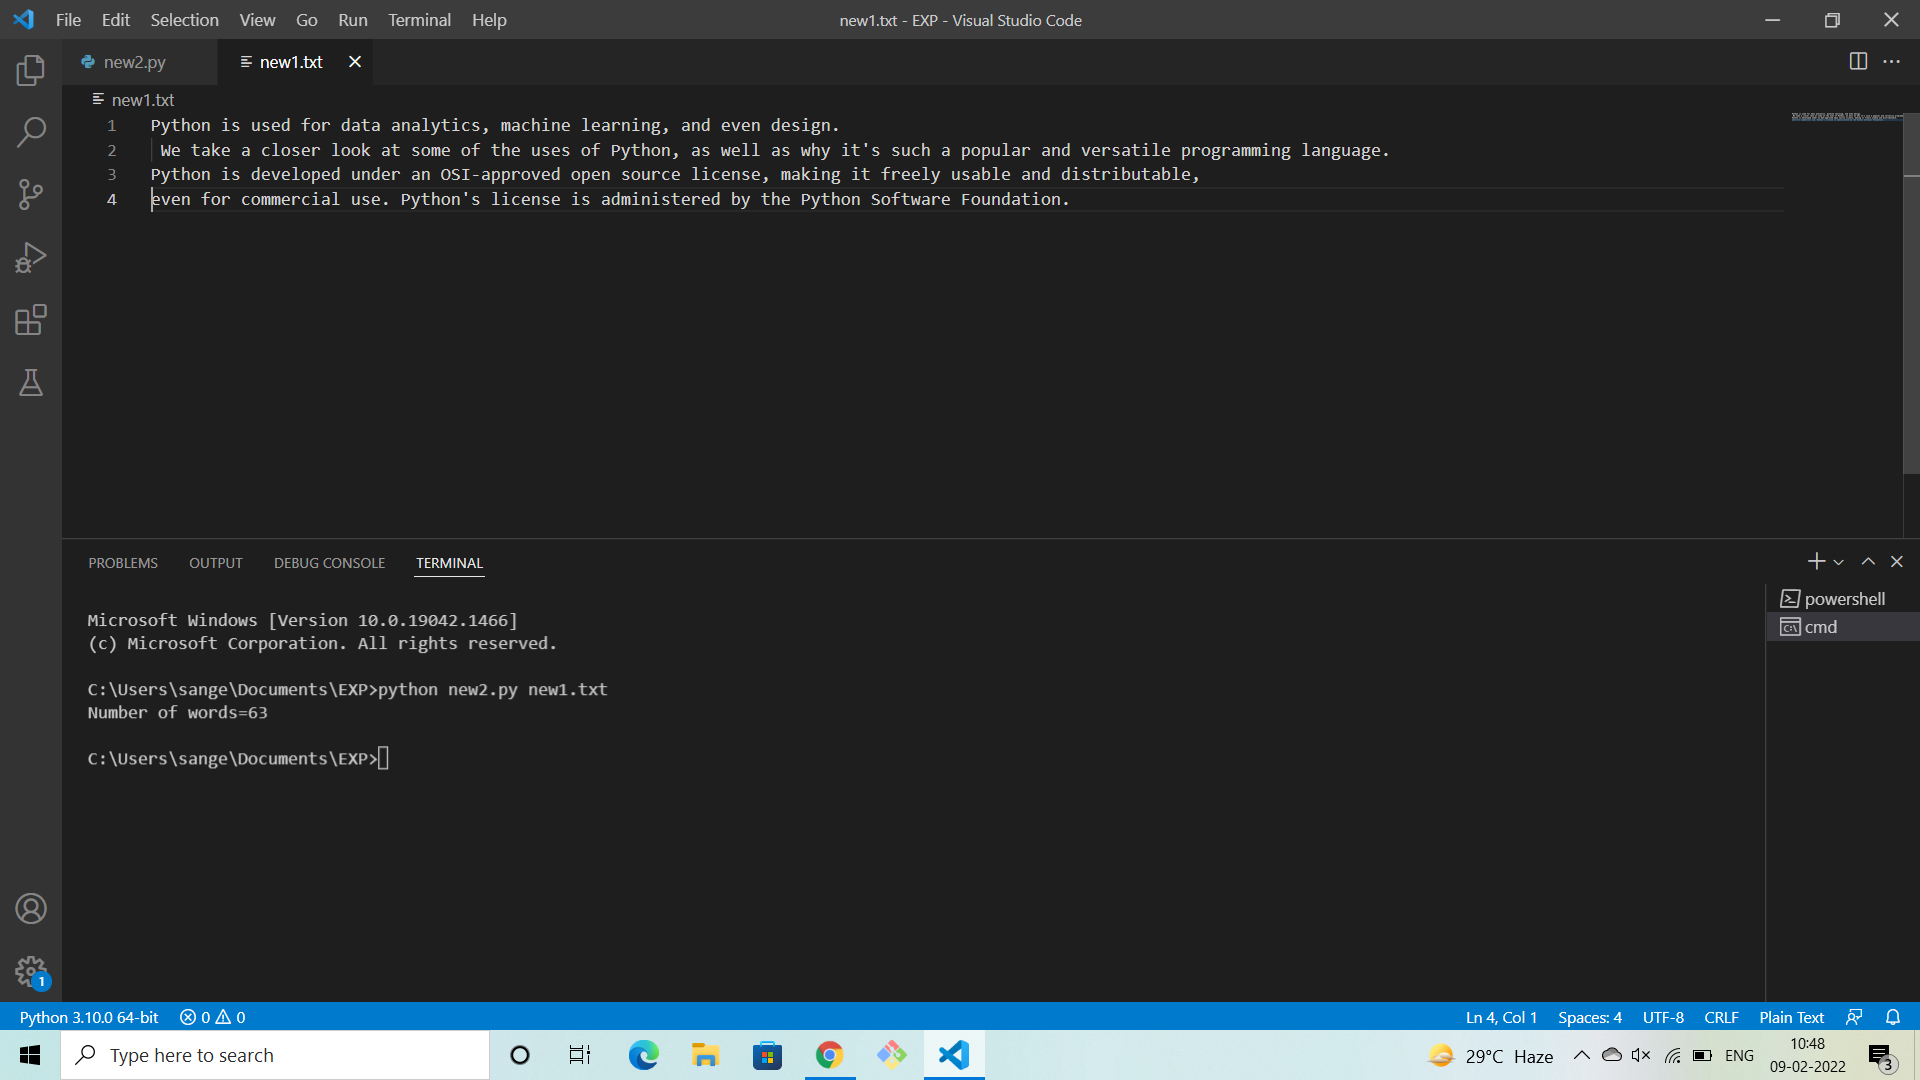 File Edit Selection View Go Run Terminal Help
new1.txt - EXP - Visual Studio Code
new2.py
new1.txt
new1.txt
1 Python is used for data analytics, machine learning, and even design.
2 We take a closer look at some of the uses of Python, as well as why it's such a popular and versatile programming language.
3 Python is developed under an OSI-approved open source license, making it freely usable and distributable,
4 even for commercial use. Python's license is administered by the Python Software Foundation.
PROBLEMS OUTPUT DEBUG CONSOLE TERMINAL
Microsoft Windows [Version 10.0.19042.1466]
(c) Microsoft Corporation. All rights reserved.
C:\Users\sange\Documents\EXP>python new2.py new1.txt
Number of words=63
C:\Users\sange\Documents\EXP>
powershell
cmd
1
Python 3.10.0 64-bit 0 0
Ln 4, Col 1 Spaces: 4 UTF-8 CRLF Plain Text
Type here to search
29°C Haze
ENG
10:48
09-02-2022
3